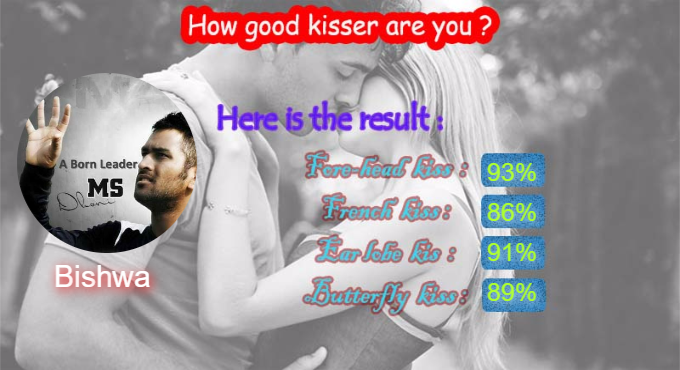 How good kisser are you ?
Here is the result :
Fore-head kiss : 93%
French kiss: 86%
A Born Leader
MS
Dhoni
Ear lobe kis : 91%
Bishwa
Butterfly kiss: 89%